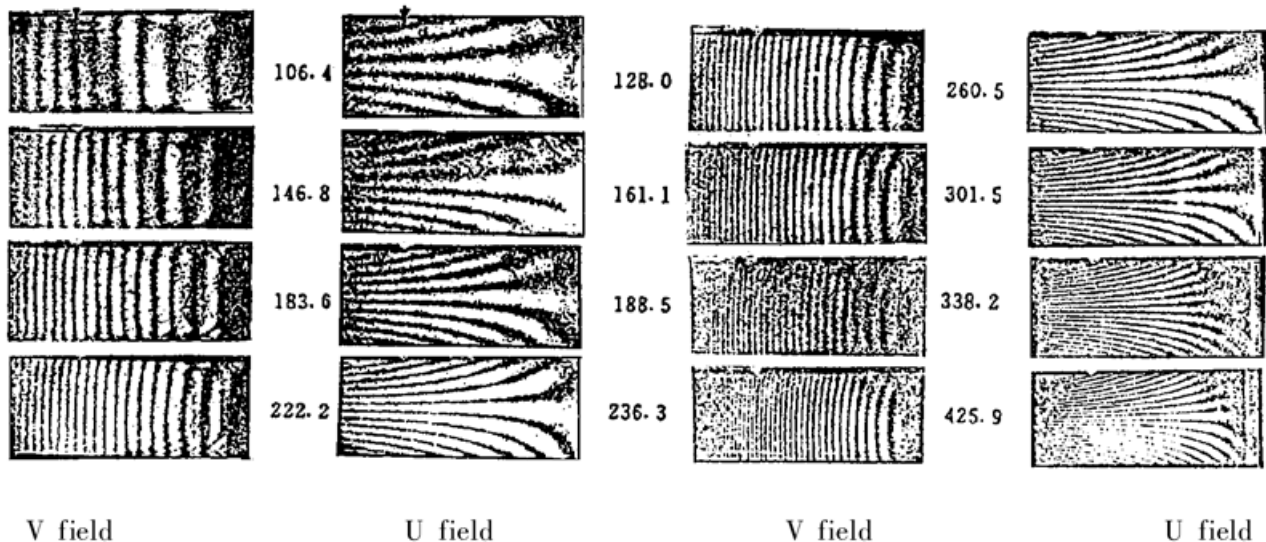 106.4 128.0 260.5
146.8 161.1 301.5
183.6 188.5 338.2
222.2 236.3 425.9
V field U field V field U field